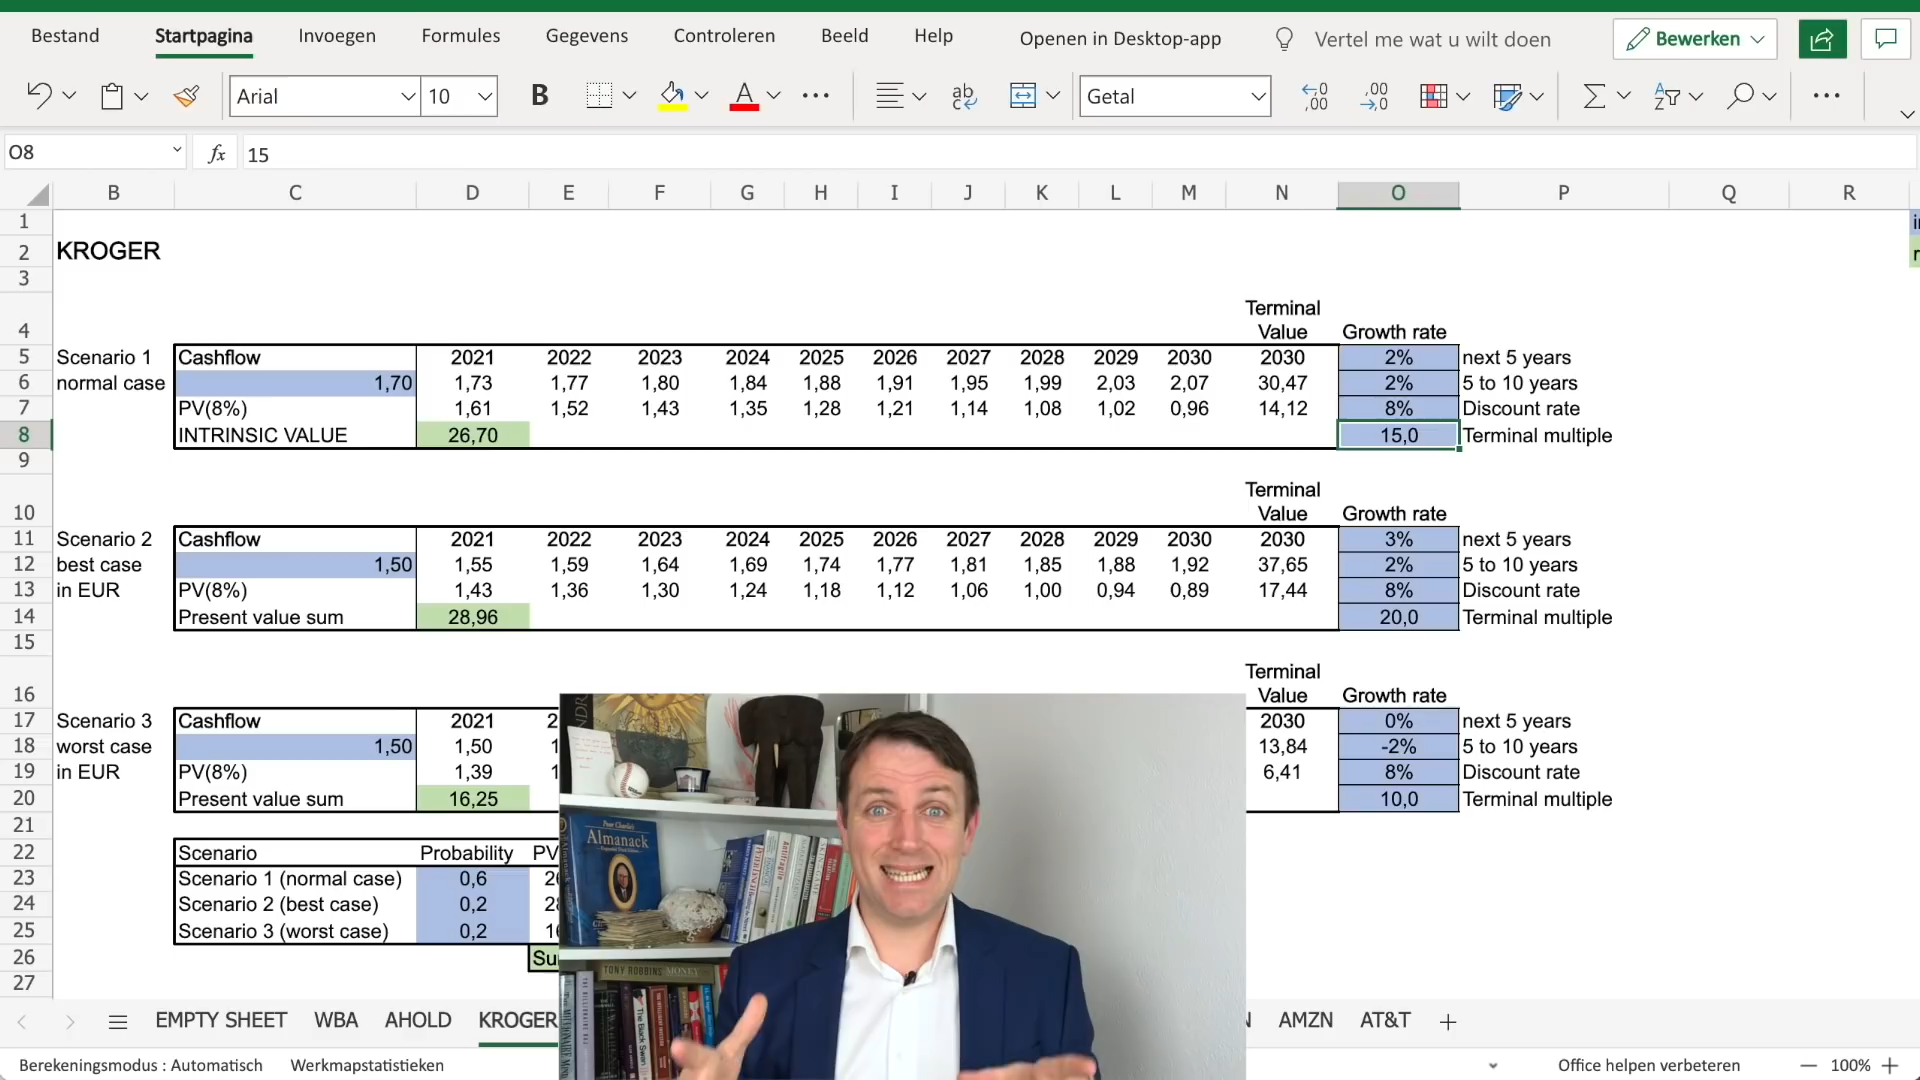 Bestand Startpagina Invoegen Formules Gegevens Controleren Beeld Help Openen in Desktop-app Vertel me wat u wilt doen Bewerken
Arial 10 B A ab Getal
O8 fx 15
B C D E F G H I J K L M N O P Q R
1
2 KROGER
3
Terminal
4 Value Growth rate
5 Scenario 1 Cashflow 2021 2022 2023 2024 2025 2026 2027 2028 2029 2030 2030 2% next 5 years
6 normal case 1,70 1,73 1,77 1,80 1,84 1,88 1,91 1,95 1,99 2,03 2,07 30,47 2% 5 to 10 years
7 PV(8%) 1,61 1,52 1,43 1,35 1,28 1,21 1,14 1,08 1,02 0,96 14,12 8% Discount rate
8 INTRINSIC VALUE 26,70 15,0 Terminal multiple
9
Terminal
10 Value Growth rate
11 Scenario 2 Cashflow 2021 2022 2023 2024 2025 2026 2027 2028 2029 2030 2030 3% next 5 years
12 best case 1,50 1,55 1,59 1,64 1,69 1,74 1,77 1,81 1,85 1,88 1,92 37,65 2% 5 to 10 years
13 in EUR PV(8%) 1,43 1,36 1,30 1,24 1,18 1,12 1,06 1,00 0,94 0,89 17,44 8% Discount rate
14 Present value sum 28,96 20,0 Terminal multiple
15
Terminal
16 Value Growth rate
17 Scenario 3 Cashflow 2021 2030 0% next 5 years
18 worst case 1,50 1,50 13,84 -2% 5 to 10 years
19 in EUR PV(8%) 1,39 6,41 8% Discount rate
20 Present value sum 16,25 10,0 Terminal multiple
21
22 Scenario Probability PV
23 Scenario 1 (normal case) 0,6
24 Scenario 2 (best case) 0,2
25 Scenario 3 (worst case) 0,2
26
27
Poor Charlie's
Almanack
TONY ROBBINS MONEY
The Black Swan
EMPTY SHEET WBA AHOLD KROGER AMZN AT&T
Berekeningsmodus : Automatisch Werkmapstatistieken Office helpen verbeteren 100%